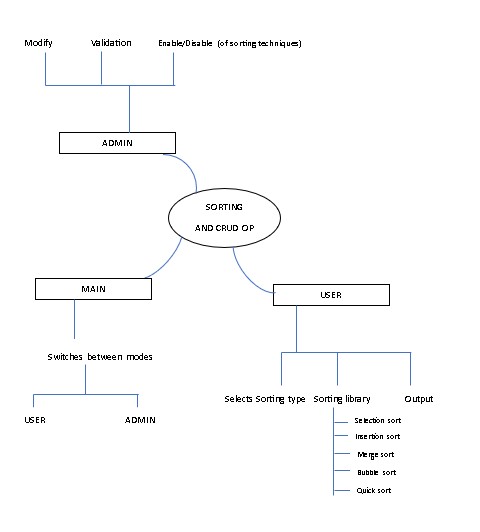 Modify Validation Enable/Disable (of sorting techniques)
ADMIN
SORTING
AND CRUD OP
MAIN
USER
Switches between modes
Selects Sorting type Sorting library Output
USER ADMIN
Selection sort
Insertion sort
Merge sort
Bubble sort
Quick sort